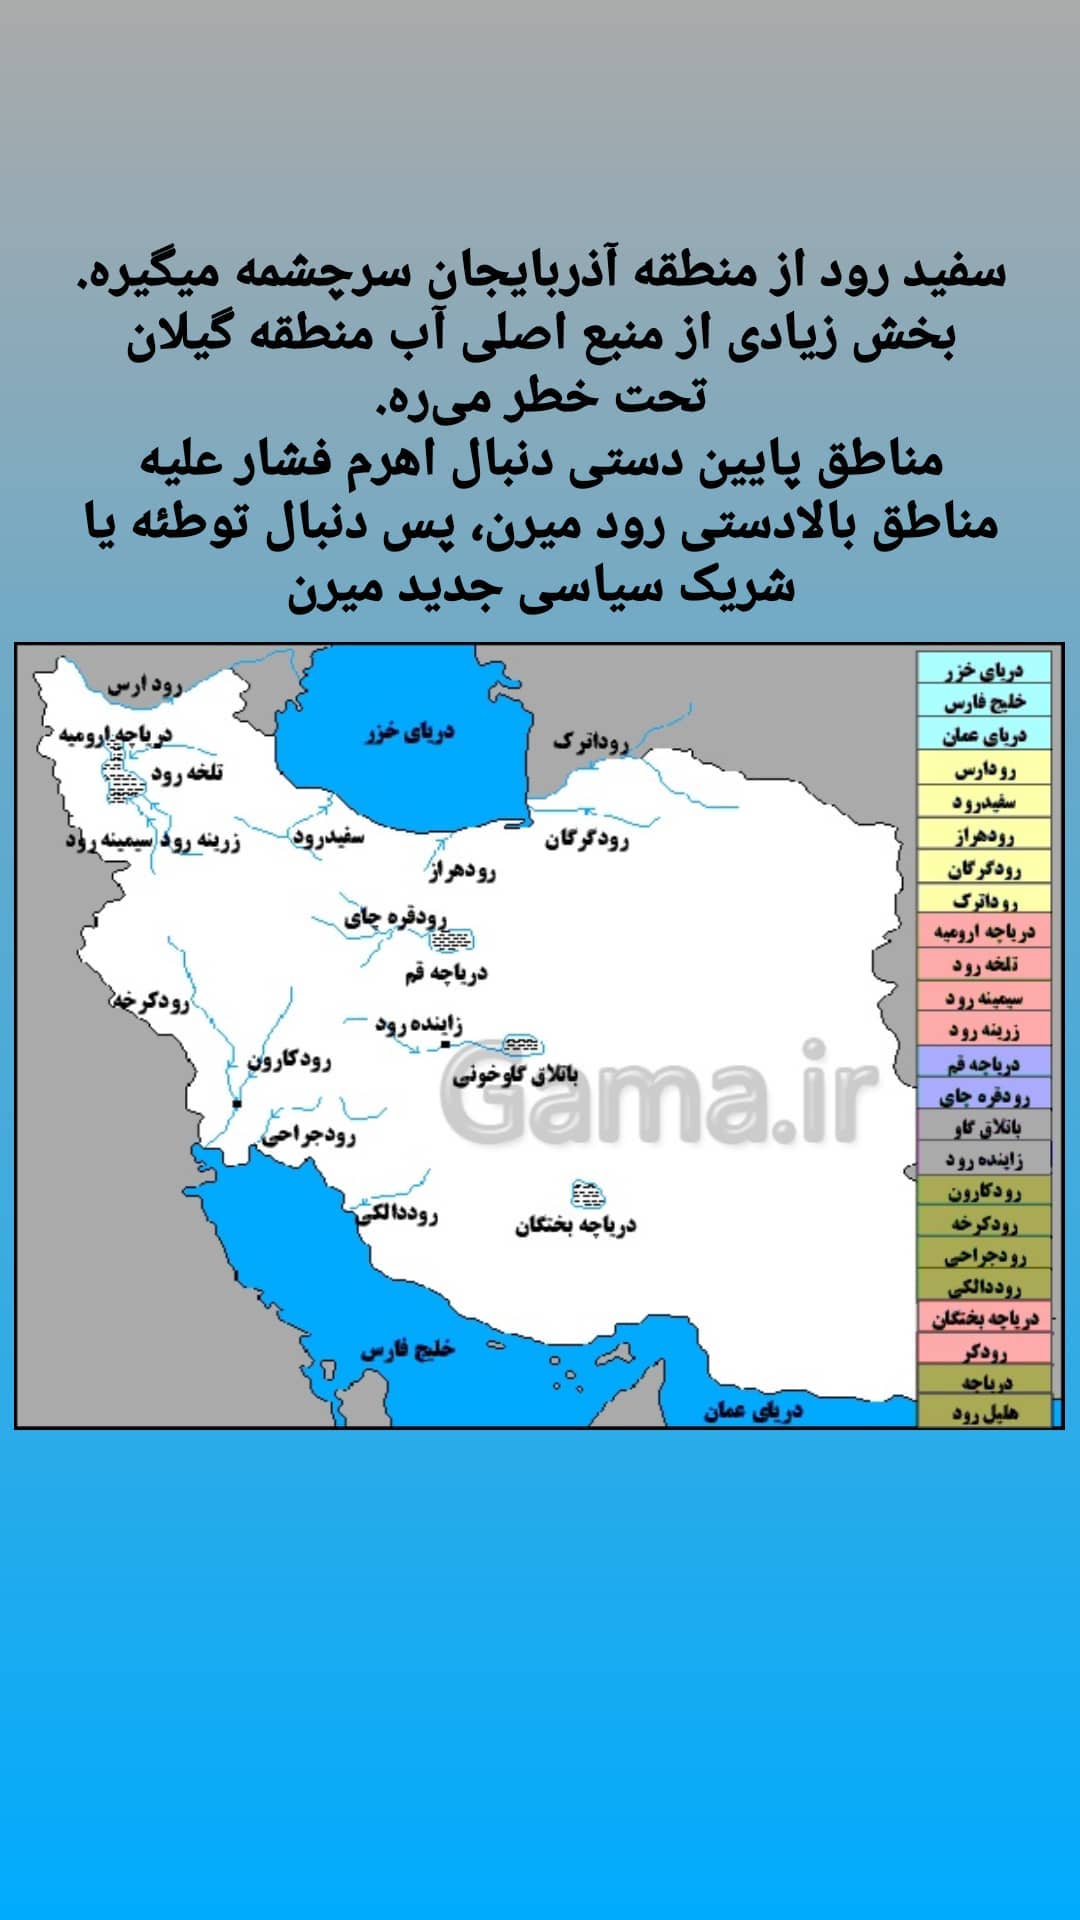 سفید رود از منطقه آذربایجان سرچشمه میگیره.
بخش زیادی از منبع اصلی آب منطقه گیلان
تحت خطر می‌ره.
مناطق پایین دستی دنبال اهرم فشار علیه
مناطق بالادستی رود میرن، پس دنبال توطئه یا
شریک سیاسی جدید میرن
رود ارس
دریاچه ارومیه
تلخه رود
زرینه رود
سیمینه رود
دریای خزر
سفیدرود
رودهراز
روداترک
رودگرگان
رودقره چای
دریاچه قم
زاینده رود
باتلاق گاوخونی
رودکرخه
رودکارون
رودجراحی
روددالکی
دریاچه بختگان
خلیج فارس
دریای عمان
Gama.ir
دریای خزر
خلیج فارس
دریای عمان
رودارس
سفیدرود
رودهراز
رودگرگان
روداترک
دریاچه ارومیه
تلخه رود
سیمینه رود
زرینه رود
دریاچه قم
رودقره چای
باتلاق گاو
زاینده رود
رودکارون
رودکرخه
رودجراحی
روددالکی
دریاچه بختگان
رودکر
دریاچه
هلیل رود